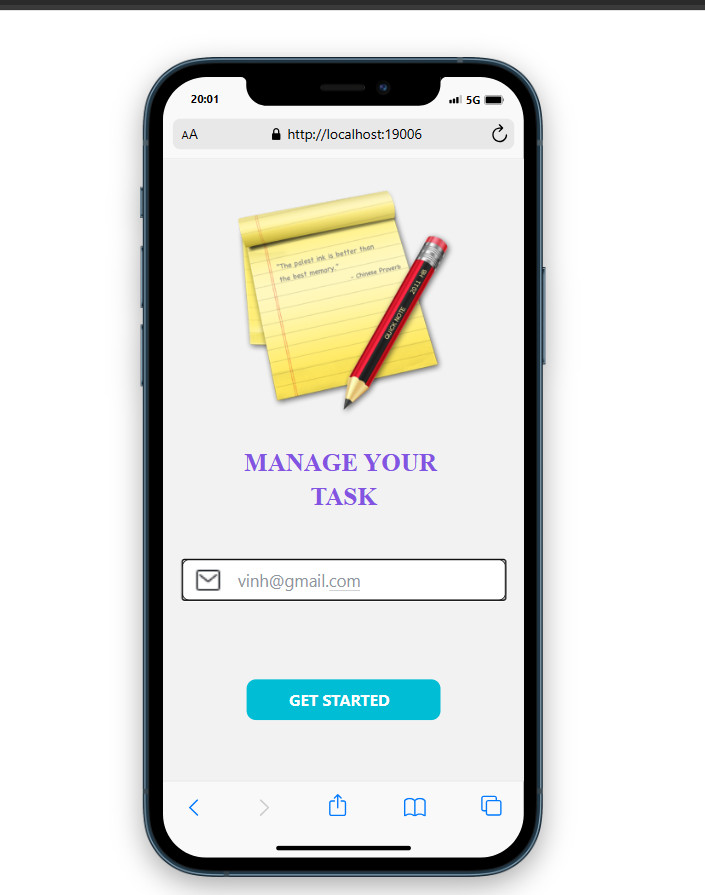 20:01
5G
AA
http://localhost:19006
"The palest ink is better than
the best memory."
- Chinese Proverb
QUICK NOTE 2011 HB
MANAGE YOUR
TASK
vinh@gmail.com
GET STARTED